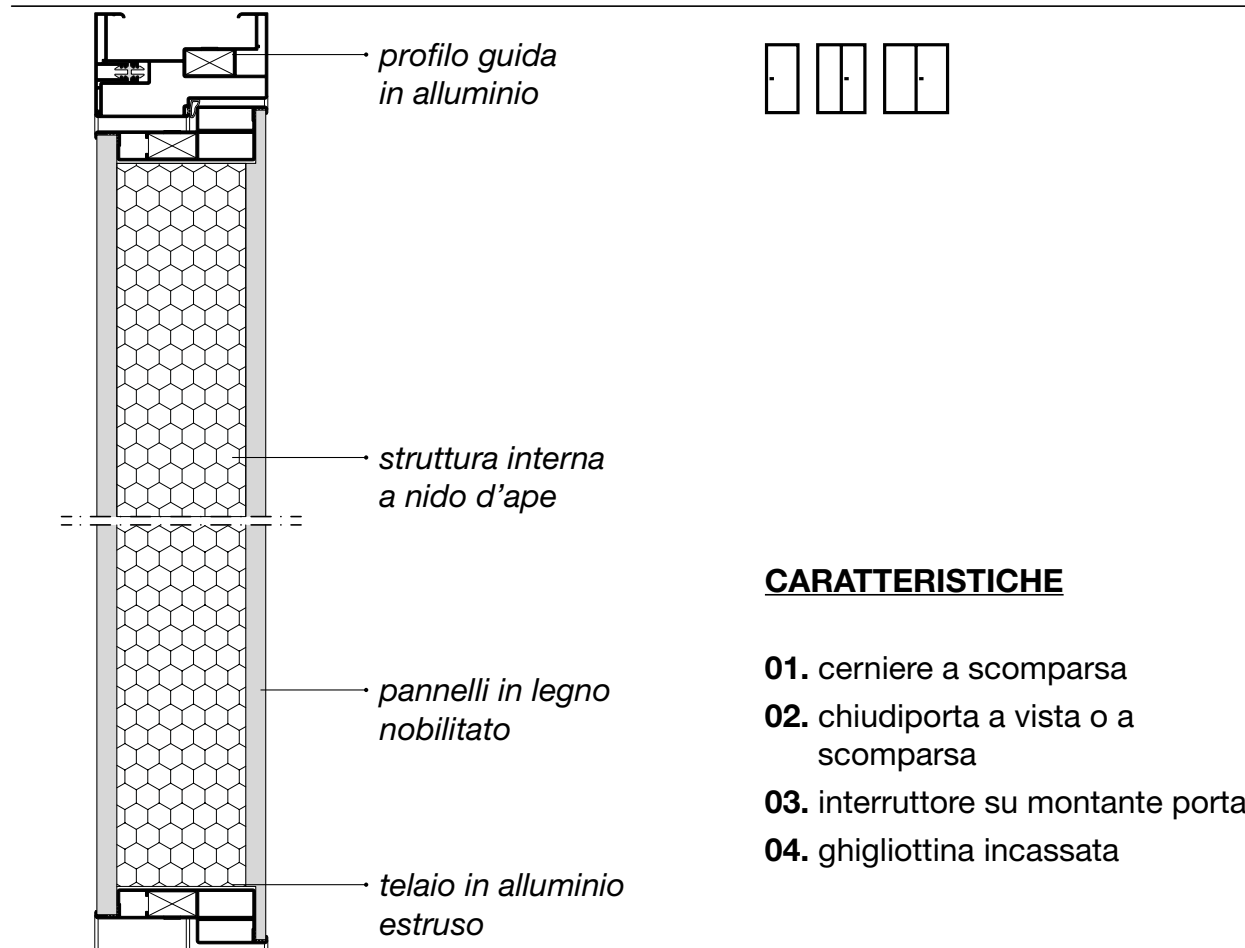 profilo guida
in alluminio
struttura interna
a nido d’ape
pannelli in legno
nobilitato
telaio in alluminio
estruso
CARATTERISTICHE
01. cerniere a scomparsa
02. chiudiporta a vista o a
scomparsa
03. interruttore su montante porta
04. ghigliottina incassata